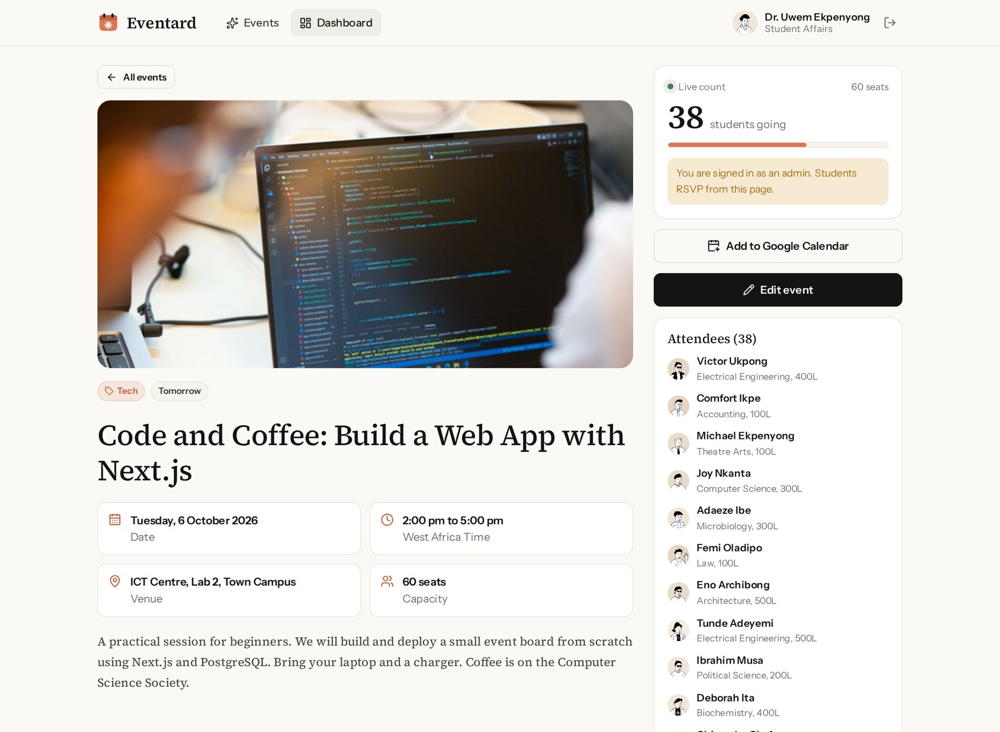 Eventard
Events
Dashboard
Dr. Uwem Ekpenyong
Student Affairs
All events
Tech
Tomorrow
Code and Coffee: Build a Web App with
Next.js
Tuesday, 6 October 2026
Date
2:00 pm to 5:00 pm
West Africa Time
ICT Centre, Lab 2, Town Campus
Venue
60 seats
Capacity
A practical session for beginners. We will build and deploy a small event board from scratch
using Next.js and PostgreSQL. Bring your laptop and a charger. Coffee is on the Computer
Science Society.
Live count
60 seats
38 students going
You are signed in as an admin. Students
RSVP from this page.
Add to Google Calendar
Edit event
Attendees (38)
Victor Ukpong
Electrical Engineering, 400L
Comfort Ikpe
Accounting, 100L
Michael Ekpenyong
Theatre Arts, 100L
Joy Nkanta
Computer Science, 300L
Adaeze Ibe
Microbiology, 300L
Femi Oladipo
Law, 100L
Eno Archibong
Architecture, 500L
Tunde Adeyemi
Electrical Engineering, 500L
Ibrahim Musa
Political Science, 200L
Deborah Ita
Biochemistry, 400L